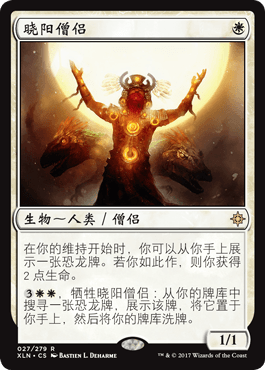 晓阳僧侣
生物～人类 / 僧侣
在你的维持开始时，你可以从你手上展
示一张恐龙牌。若你如此作，则你获得
2点生命。
3，牺牲晓阳僧侣：从你的牌库中
搜寻一张恐龙牌，展示该牌，将它置于
你手上，然后将你的牌库洗牌。
1/1
027/279 R
XLN • CS BASTIEN L. DEHARME
™ & © 2017 Wizards of the Coast